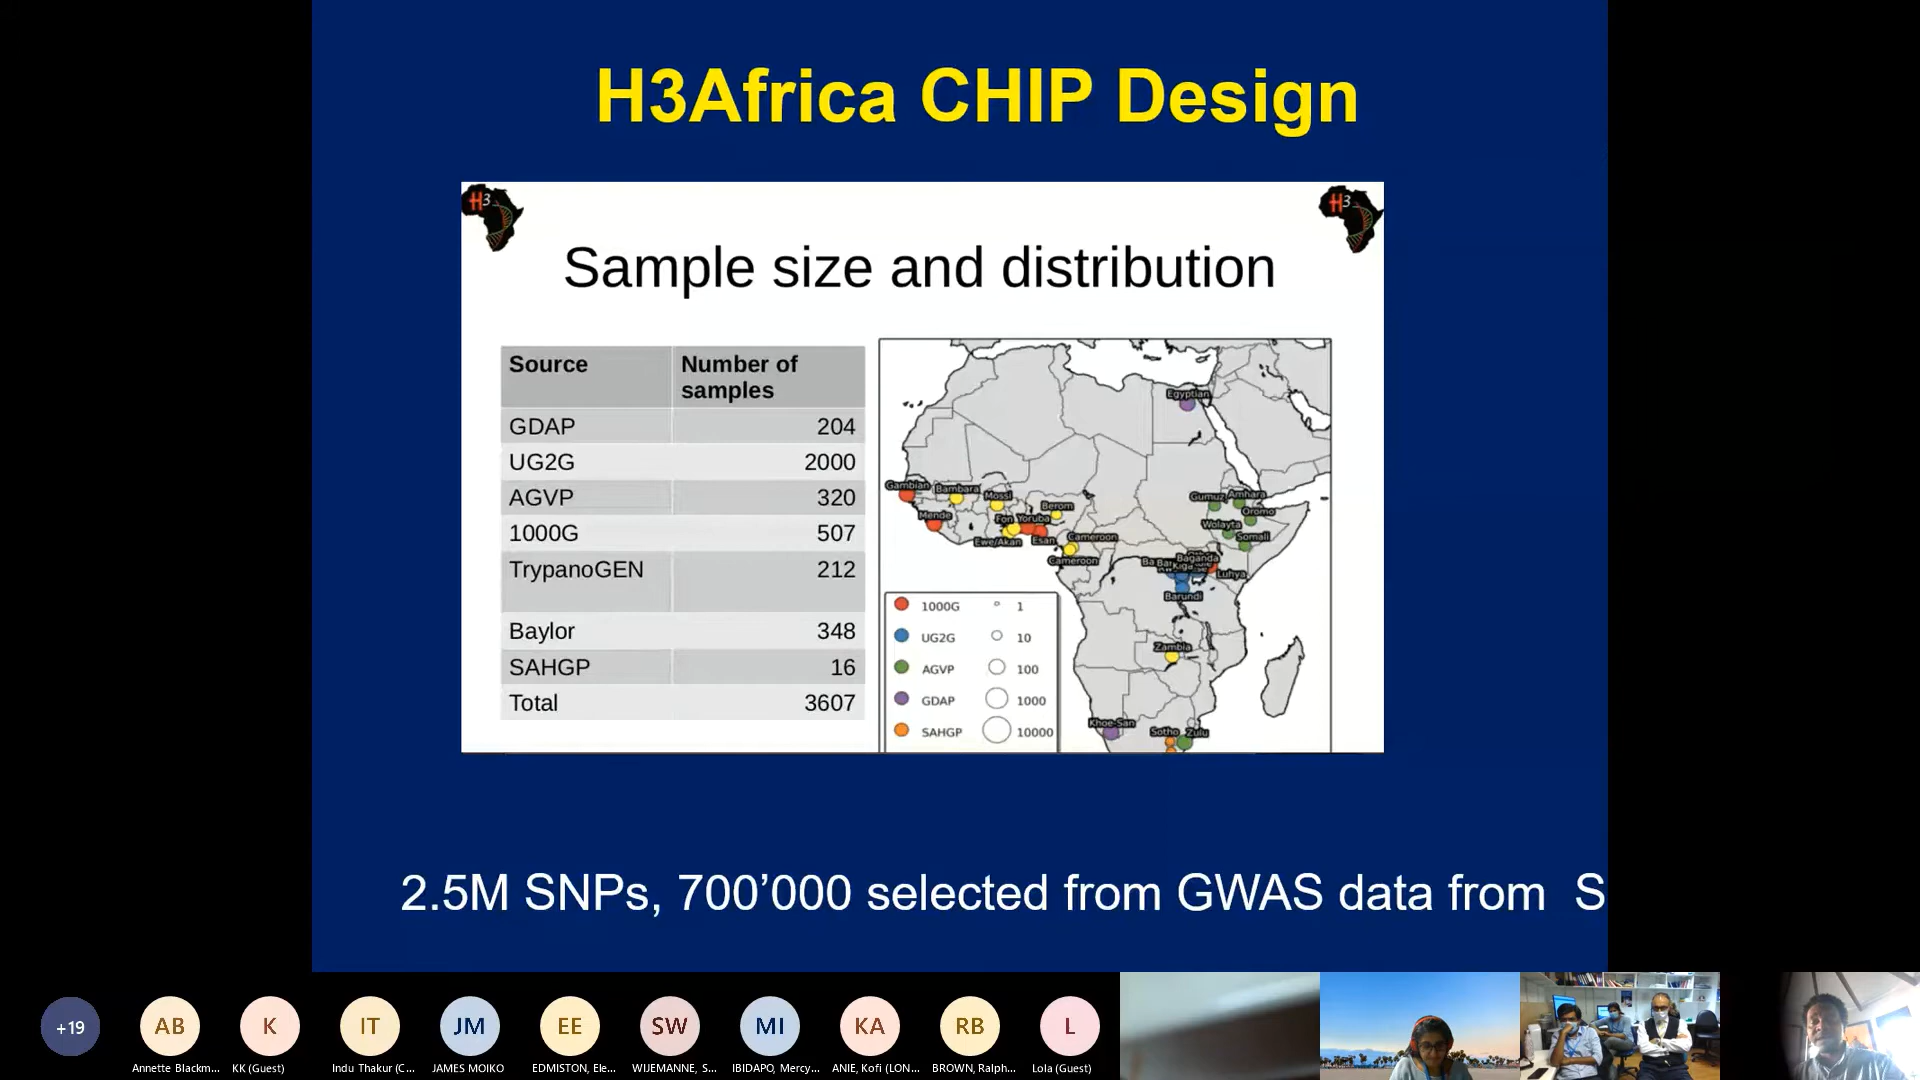 H3Africa CHIP Design
H3
H3
Sample size and distribution
Source Number of samples
GDAP 204
UG2G 2000
AGVP 320
1000G 507
TrypanoGEN 212
Baylor 348
SAHGP 16
Total 3607
Egyptian
Gambian
Bambara
Mossi
Berom
Mende
Fon
Yoruba
Ewe/Akan
Esan
Cameroon
Cameroon
Gumuz
Amhara
Oromo
Wolayta
Somali
Baganda
Kiga
Luhya
Barundi
Zambia
Khoe-San
Sotho
Zulu
1000G 1
UG2G 10
AGVP 100
GDAP 1000
SAHGP 10000
2.5M SNPs, 700’000 selected from GWAS data from S
+19
AB
K
IT
JM
EE
SW
MI
KA
RB
L
Annette Blackm...
KK (Guest)
Indu Thakur (C...
JAMES MOIKO
EDMISTON, Ele...
WIJEMANNE, S...
IBIDAPO, Mercy...
ANIE, Kofi (LON...
BROWN, Ralph...
Lola (Guest)